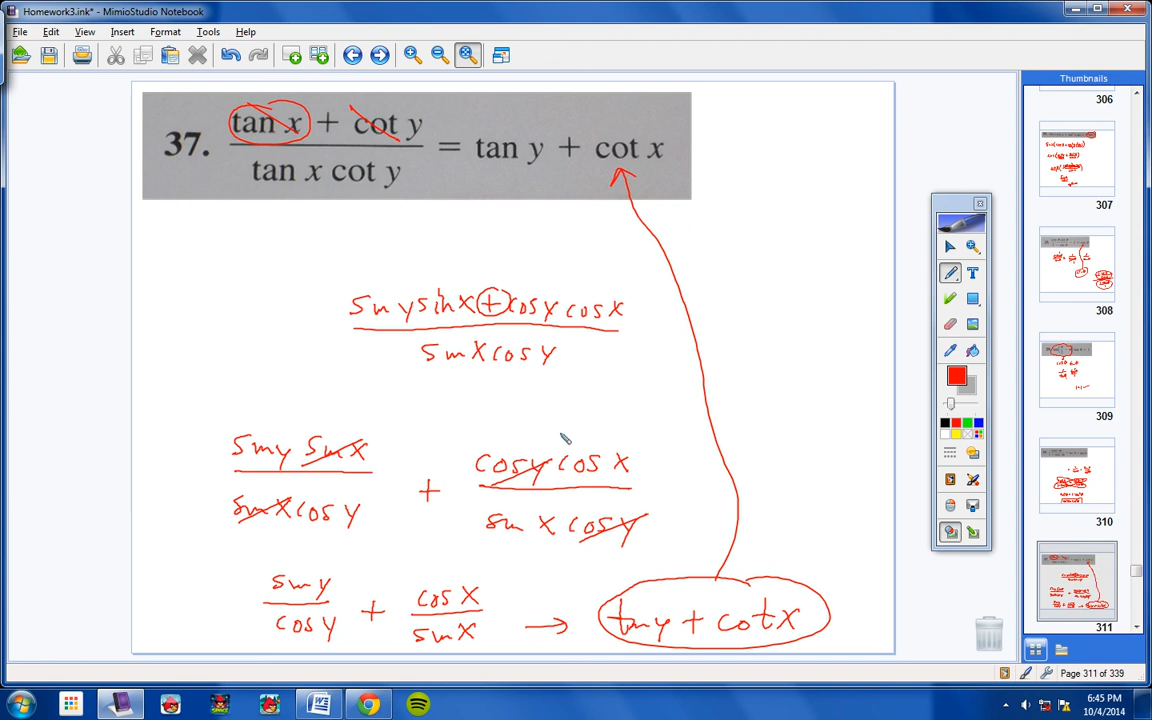 Homework3.ink* - MimioStudio Notebook
File Edit View Insert Format Tools Help
Thumbnails
306
307
308
309
310
311
37. tan x + cot y
tan x cot y
= tan y + cot x
sin y sin x + cos y cos x
sin x cos y
sin y sin x
sin x cos y
+
cos y cos x
sin x cos y
sin y
cos y
+
cos x
sin x
→ tan y + cot x
T
Page 311 of 339
W
6:45 PM
10/4/2014